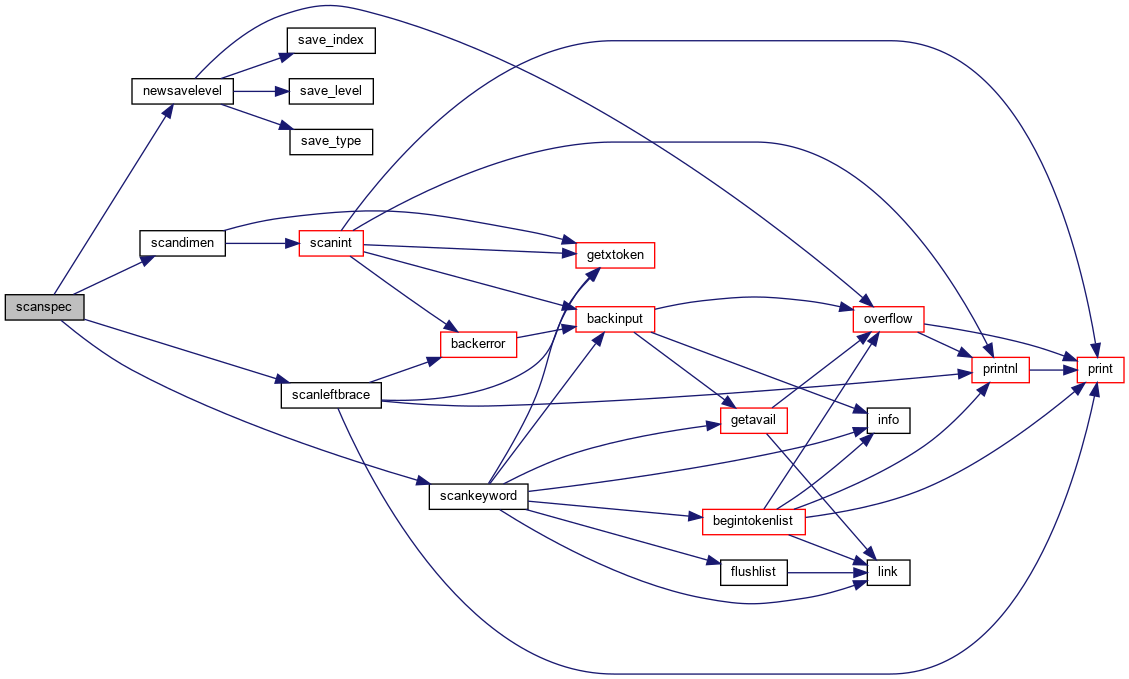 save_index
newsavelevel
save_level
save_type
scandimen
scanint
getxtoken
scanspec
backinput
overflow
backerror
printnl
print
scanleftbrace
getavail
info
scankeyword
begintokenlist
flushlist
link